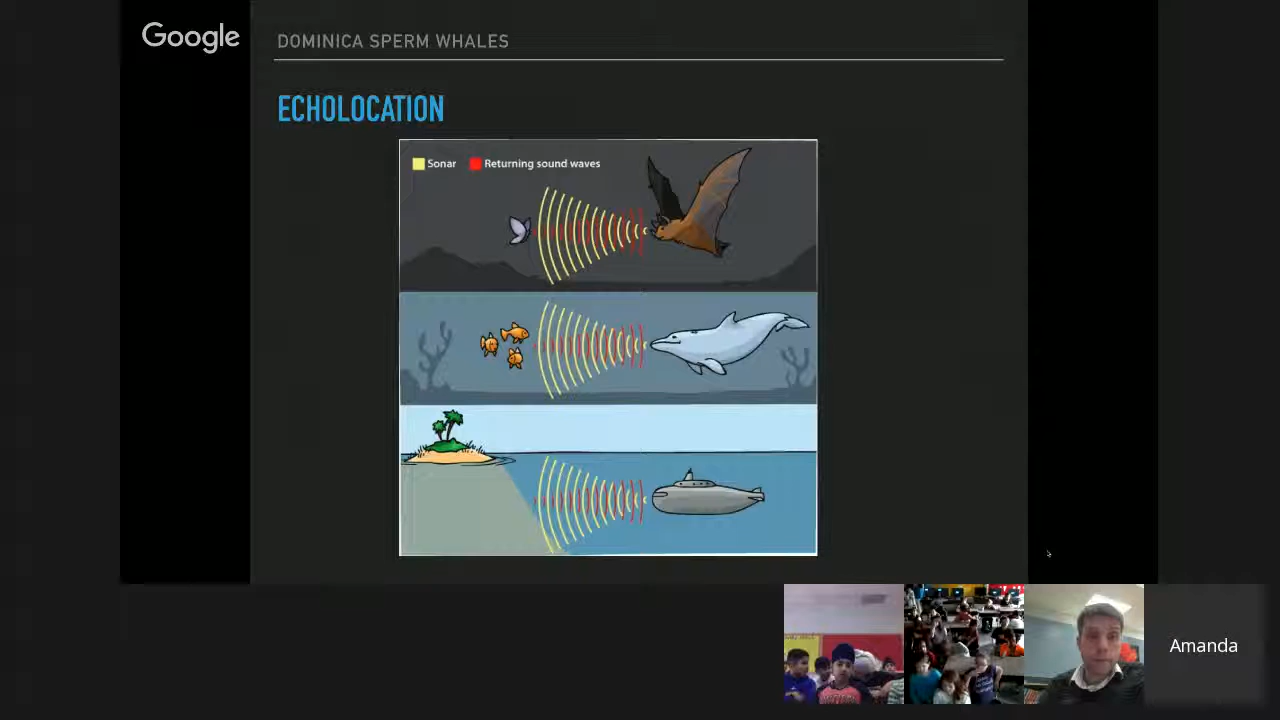 Google
DOMINICA SPERM WHALES
ECHOLOCATION
Sonar
Returning sound waves
Amanda